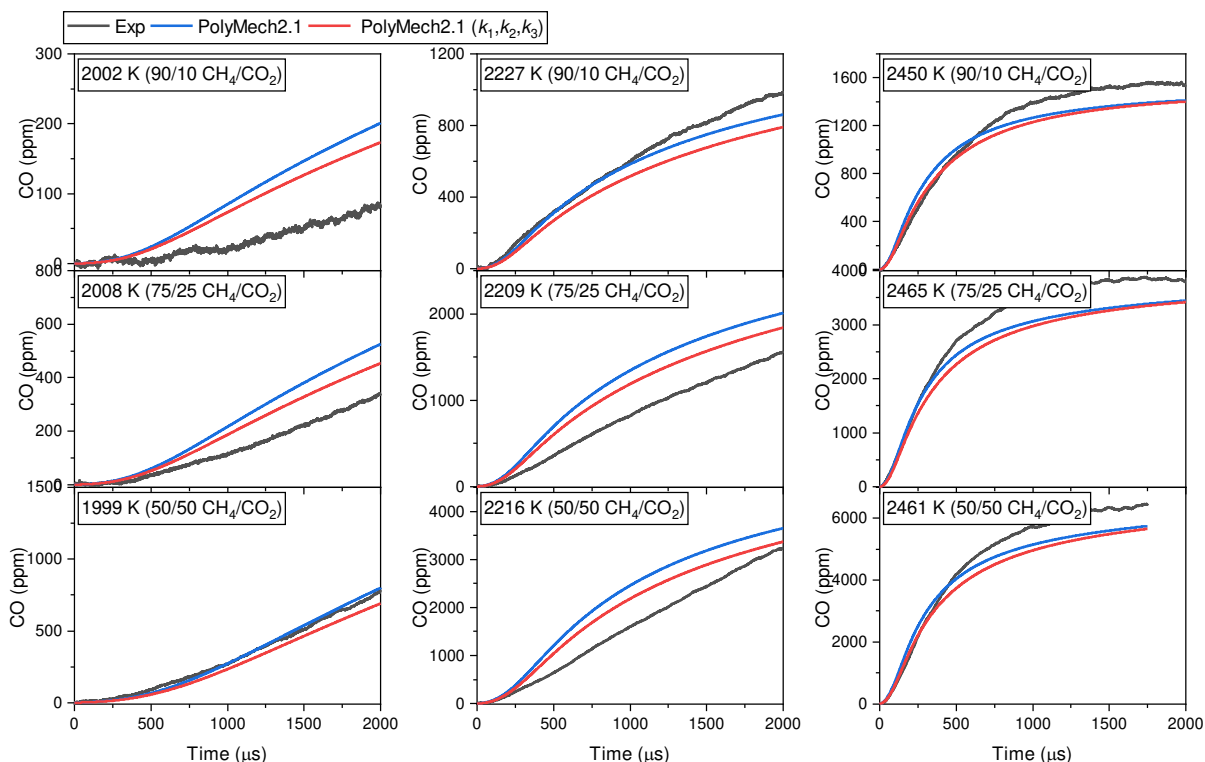 Exp PolyMech2.1 PolyMech2.1 (k₁,k₂,k₃)
2002 K (90/10 CH₄/CO₂)
CO (ppm)
300
200
100
0
2227 K (90/10 CH₄/CO₂)
CO (ppm)
1200
800
400
0
2450 K (90/10 CH₄/CO₂)
CO (ppm)
1600
1200
800
400
0
2008 K (75/25 CH₄/CO₂)
CO (ppm)
800
600
400
200
0
2209 K (75/25 CH₄/CO₂)
CO (ppm)
2000
1000
0
2465 K (75/25 CH₄/CO₂)
CO (ppm)
4000
3000
2000
1000
0
1999 K (50/50 CH₄/CO₂)
CO (ppm)
1500
1000
500
0
0 500 1000 1500 2000
Time (μs)
2216 K (50/50 CH₄/CO₂)
CO (ppm)
4000
3000
2000
1000
0
0 500 1000 1500 2000
Time (μs)
2461 K (50/50 CH₄/CO₂)
CO (ppm)
6000
4000
2000
0
0 500 1000 1500 2000
Time (μs)